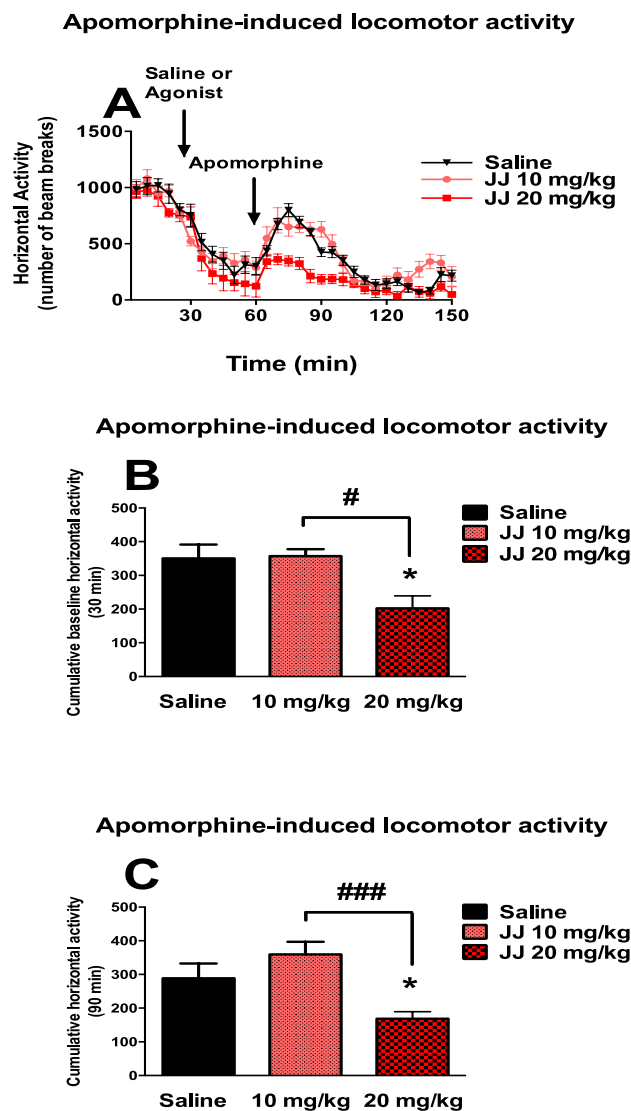 Apomorphine-induced locomotor activity
A
Saline or
Agonist
Apomorphine
Saline
JJ 10 mg/kg
JJ 20 mg/kg
Horizontal Activity
(number of beam breaks)
1500
1000
500
0
30
60
90
120
150
Time (min)
Apomorphine-induced locomotor activity
B
#
*
Saline
JJ 10 mg/kg
JJ 20 mg/kg
Cumulative baseline horizontal activity
(30 min)
500
400
300
200
100
0
Saline
10 mg/kg
20 mg/kg
Apomorphine-induced locomotor activity
C
###
*
Saline
JJ 10 mg/kg
JJ 20 mg/kg
Cumulative horizontal activity
(90 min)
500
400
300
200
100
0
Saline
10 mg/kg
20 mg/kg